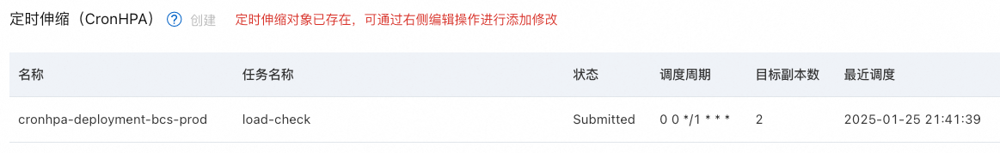 定时伸缩（CronHPA） ? 创建 定时伸缩对象已存在，可通过右侧编辑操作进行添加修改
名称 任务名称 状态 调度周期 目标副本数 最近调度
cronhpa-deployment-bcs-prod load-check Submitted 0 0 */1 * * * 2 2025-01-25 21:41:39